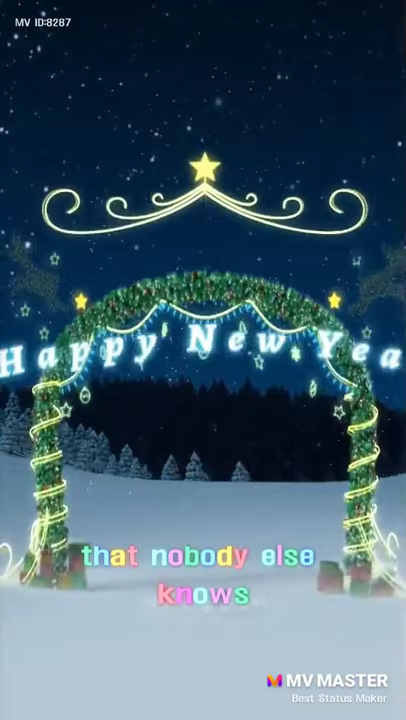 MV ID:8287
Happy New Yea
that nobody else
knows
MV MASTER
Best Status Maker